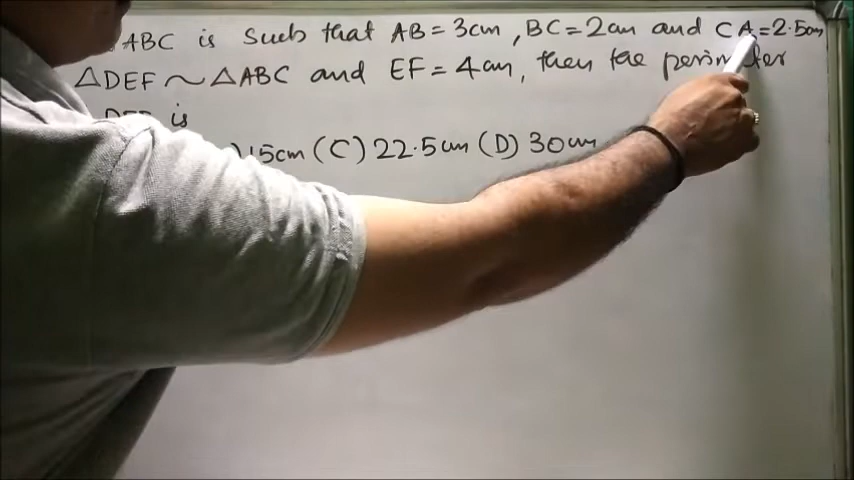 ABC is such that AB = 3cm, BC = 2cm and CA = 2.5cm
△DEF ~ △ABC and EF = 4cm, then the perimeter
is
15cm (C) 22.5cm (D) 30cm